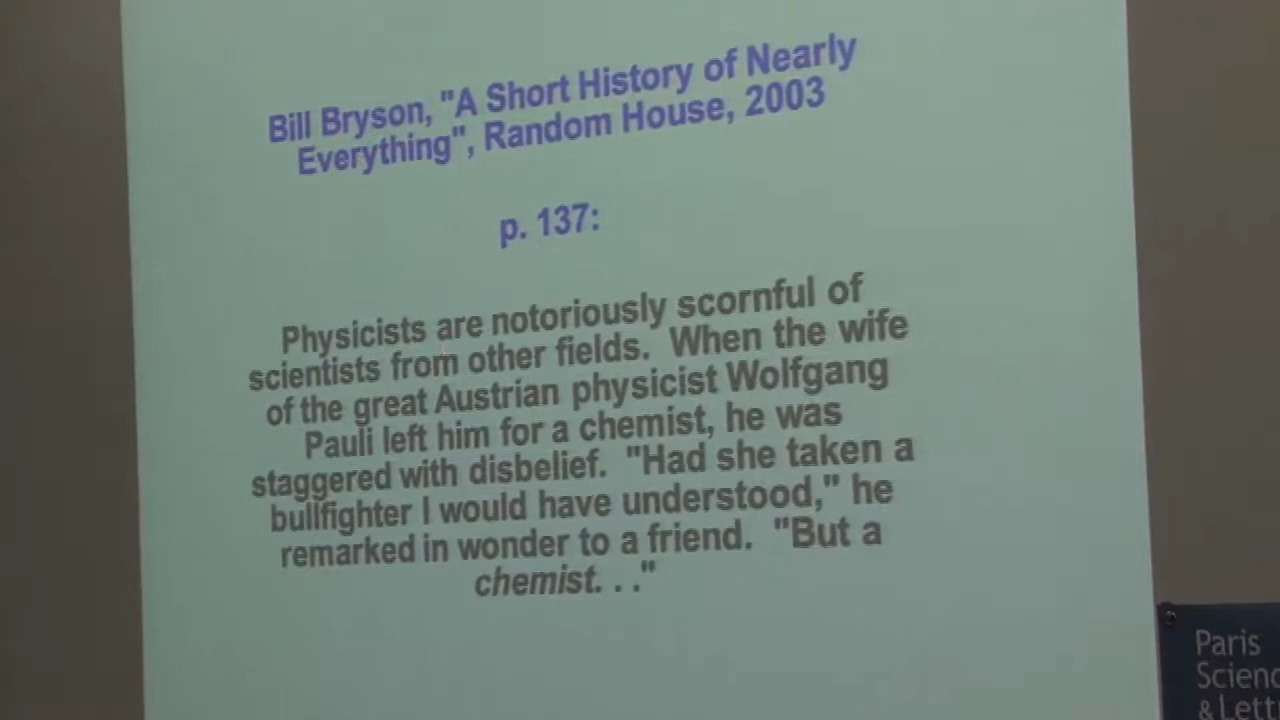 Bill Bryson, "A Short History of Nearly
Everything", Random House, 2003
p. 137:
Physicists are notoriously scornful of
scientists from other fields.  When the wife
of the great Austrian physicist Wolfgang
Pauli left him for a chemist, he was
staggered with disbelief.  "Had she taken a
bullfighter I would have understood," he
remarked in wonder to a friend.  "But a
chemist. . ."
Paris
Scienc
& Lett